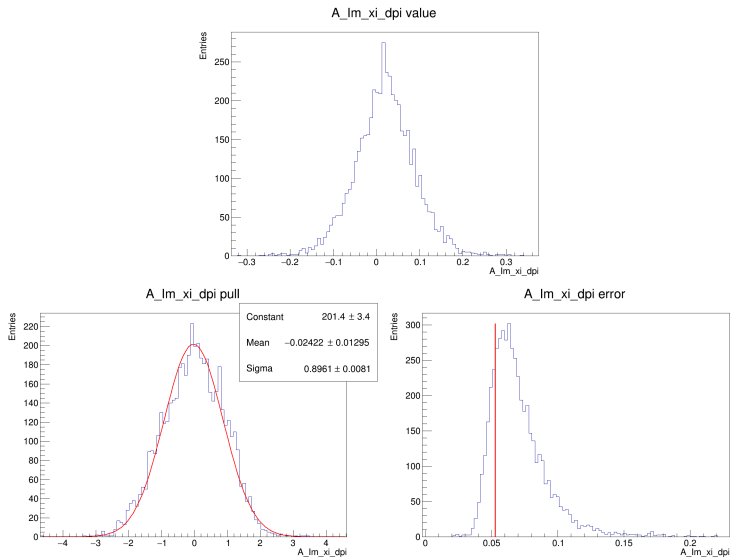 A_Im_xi_dpi value
Entries
250
200
150
100
50
0
−0.3 −0.2 −0.1 0 0.1 0.2 0.3
A_Im_xi_dpi
A_Im_xi_dpi pull
Entries
220
200
180
160
140
120
100
80
60
40
20
0
−4 −3 −2 −1 0 1 2 3 4
A_Im_xi_dpi
Constant 201.4 ± 3.4
Mean −0.02422 ± 0.01295
Sigma 0.8961 ± 0.0081
A_Im_xi_dpi error
Entries
300
250
200
150
100
50
0
0 0.05 0.1 0.15 0.2
A_Im_xi_dpi